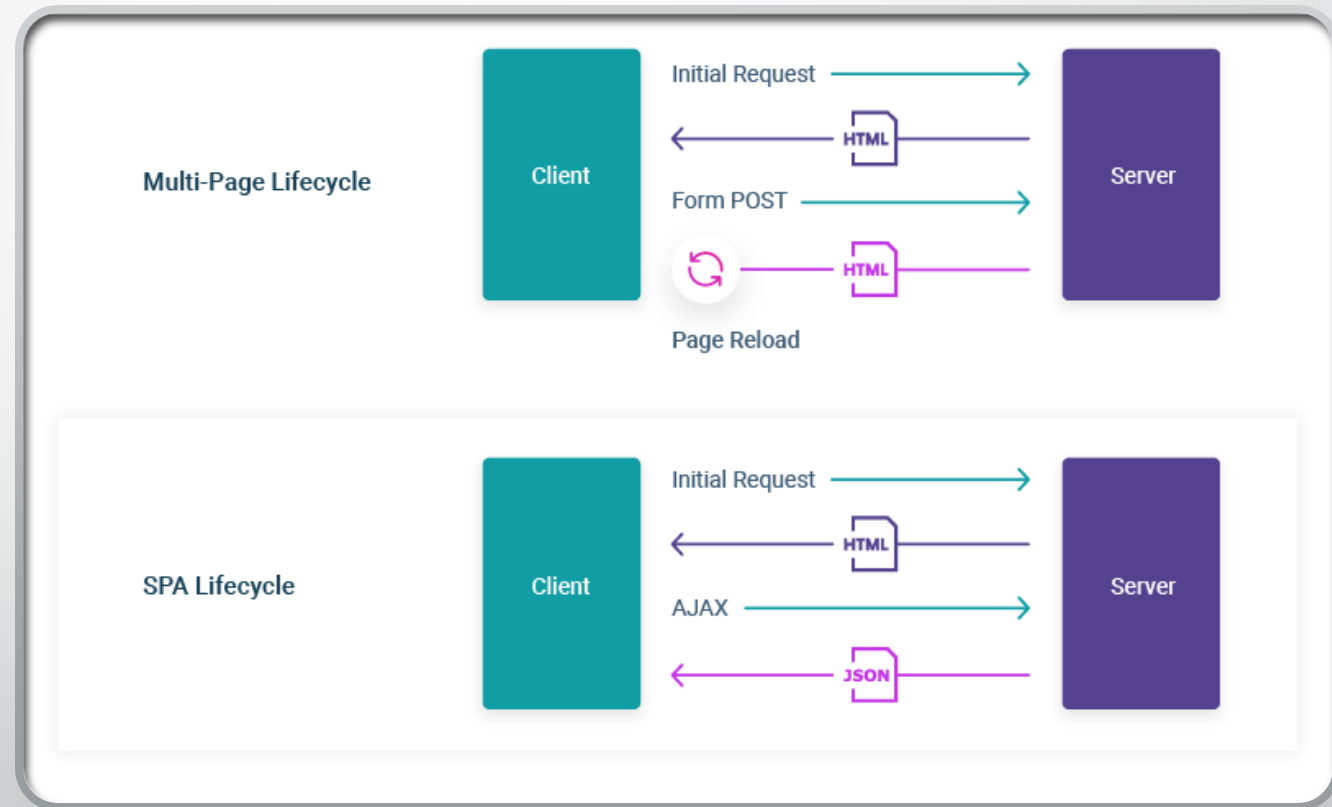 Multi-Page Lifecycle
Client
Initial Request
HTML
Form POST
HTML
Page Reload
Server
SPA Lifecycle
Client
Initial Request
HTML
AJAX
JSON
Server